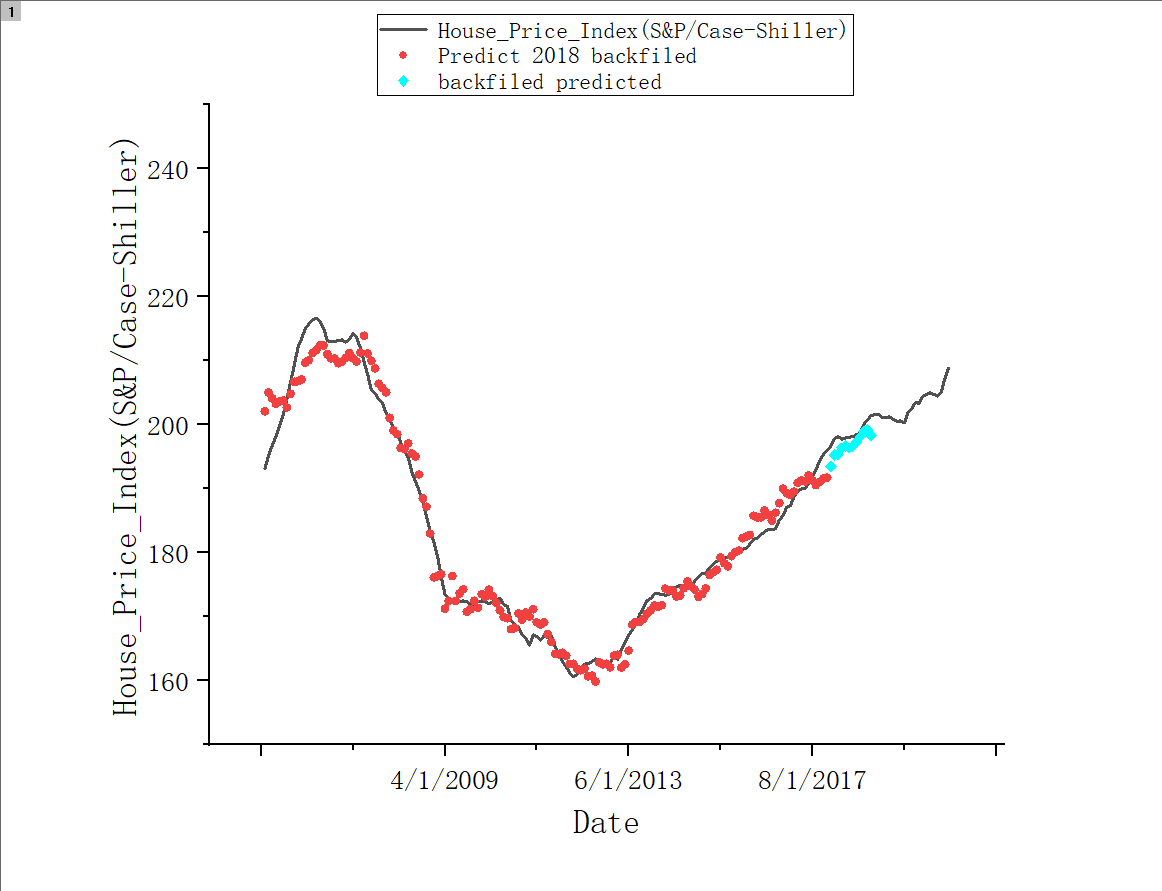 1
House_Price_Index(S&P/Case-Shiller)
Predict 2018 backfiled
backfiled predicted
House_Price_Index(S&P/Case-Shiller)
240
220
200
180
160
4/1/2009 6/1/2013 8/1/2017
Date